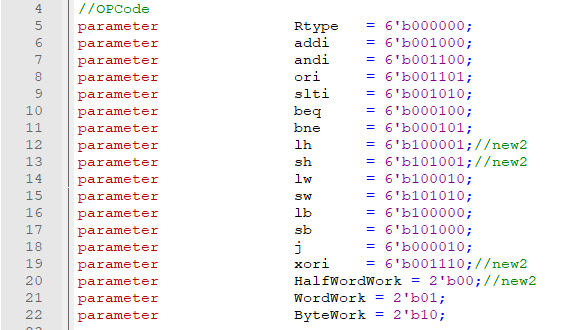 4 //OPCode
5 parameter Rtype = 6'b000000;
6 parameter addi = 6'b001000;
7 parameter andi = 6'b001100;
8 parameter ori = 6'b001101;
9 parameter slti = 6'b001010;
10 parameter beq = 6'b000100;
11 parameter bne = 6'b000101;
12 parameter lh = 6'b100001;//new2
13 parameter sh = 6'b101001;//new2
14 parameter lw = 6'b100010;
15 parameter sw = 6'b101010;
16 parameter lb = 6'b100000;
17 parameter sb = 6'b101000;
18 parameter j = 6'b000010;
19 parameter xori = 6'b001110;//new2
20 parameter HalfWordWork = 2'b00;//new2
21 parameter WordWork = 2'b01;
22 parameter ByteWork = 2'b10;